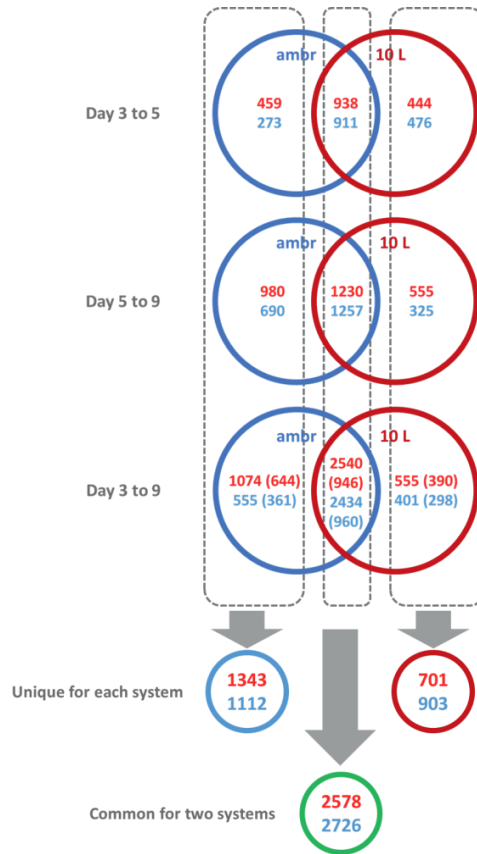 ambr 10 L
Day 3 to 5
459 938 444
273 911 476
ambr 10 L
Day 5 to 9
980 1230 555
690 1257 325
ambr 10 L
Day 3 to 9
1074 (644) 2540 (946) 555 (390)
555 (361) 2434 (960) 401 (298)
Unique for each system
1343 701
1112 903
Common for two systems
2578
2726